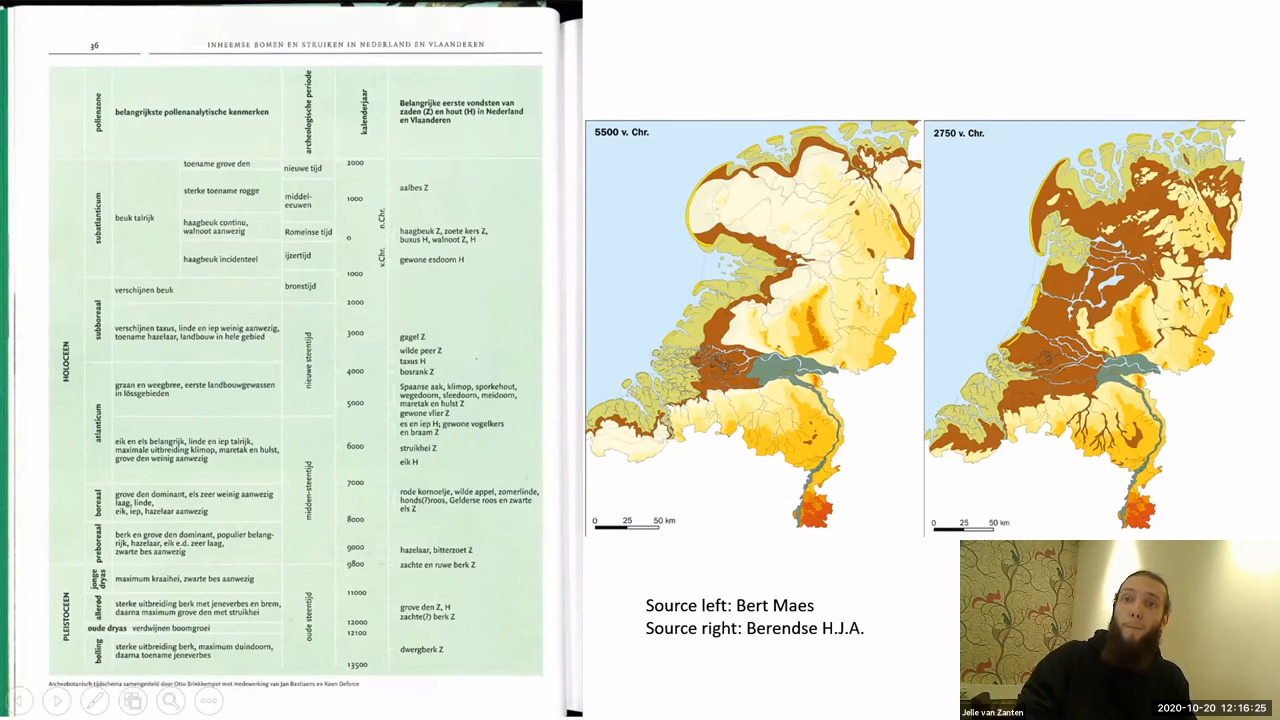 36
INHEEMSE BOMEN EN STRUIKEN IN NEDERLAND EN VLAANDEREN
pollenzone
belangrijkste pollenanalytische kenmerken
archeologische periode
kalenderjaar
Belangrijke eerste vondsten van
zaden (Z) en hout (H) in Nederland
en Vlaanderen
HOLOCEEN
subatlanticum
beuk talrijk
toename grove den
sterke toename rogge
haagbeuk continu,
walnoot aanwezig
haagbeuk incidenteel
nieuwe tijd
middel-
eeuwen
Romeinse tijd
ijzertijd
2000
1000
0
1000
n.Chr.
v.Chr.
aalbes Z
haagbeuk Z, zoete kers Z,
buxus H, walnoot Z, H
gewone esdoorn H
subboreaal
verschijnen beuk
bronstijd
2000
verschijnen taxus, linde en iep weinig aanwezig,
toename hazelaar, landbouw in hele gebied
nieuwe steentijd
3000
gagel Z
wilde peer Z
taxus H
4000
bosrank Z
atlanticum
graan en weegbree, eerste landbouwgewassen
in lössgebieden
5000
Spaanse aak, klimop, sporkehout,
wegedoorn, sleedoorn, meidoorn,
maretak en hulst Z
gewone vlier Z
es en iep H; gewone vogelkers
en braam Z
eik en els belangrijk, linde en iep talrijk,
maximale uitbreiding klimop, maretak en hulst,
grove den weinig aanwezig
midden-steentijd
6000
struikhei Z
eik H
7000
boreaal
grove den dominant, els zeer weinig aanwezig
laag, linde,
eik, iep, hazelaar aanwezig
8000
rode kornoelje, wilde appel, zomerlinde,
honds(?)roos, Gelderse roos en zwarte
els Z
preboreaal
berk en grove den dominant, populier belang-
rijk, hazelaar, eik e.d. zeer laag,
zwarte bes aanwezig
9000
hazelaar, bitterzoet Z
9800
zachte en ruwe berk Z
PLEISTOCEEN
jonge
dryas
maximum kraaihei, zwarte bes aanwezig
oude steentijd
11000
allerød
sterke uitbreiding berk met jeneverbes en brem,
daarna maximum grove den met struikhei
grove den Z, H
zachte(?) berk Z
12000
oude dryas verdwijnen boomgroei
12100
bølling
sterke uitbreiding berk, maximum duindoorn,
daarna toename jeneverbes
dwergberk Z
13500
Archeobotanisch tijdschema samengesteld door Otto Brinkkemper met medewerking van Jan Bastiaens en Koen Deforce
5500 v. Chr.
0 25 50 km
2750 v. Chr.
0 25 50 km
Source left: Bert Maes
Source right: Berendse H.J.A.
Jelle van Zanten
2020-10-20 12:16:25